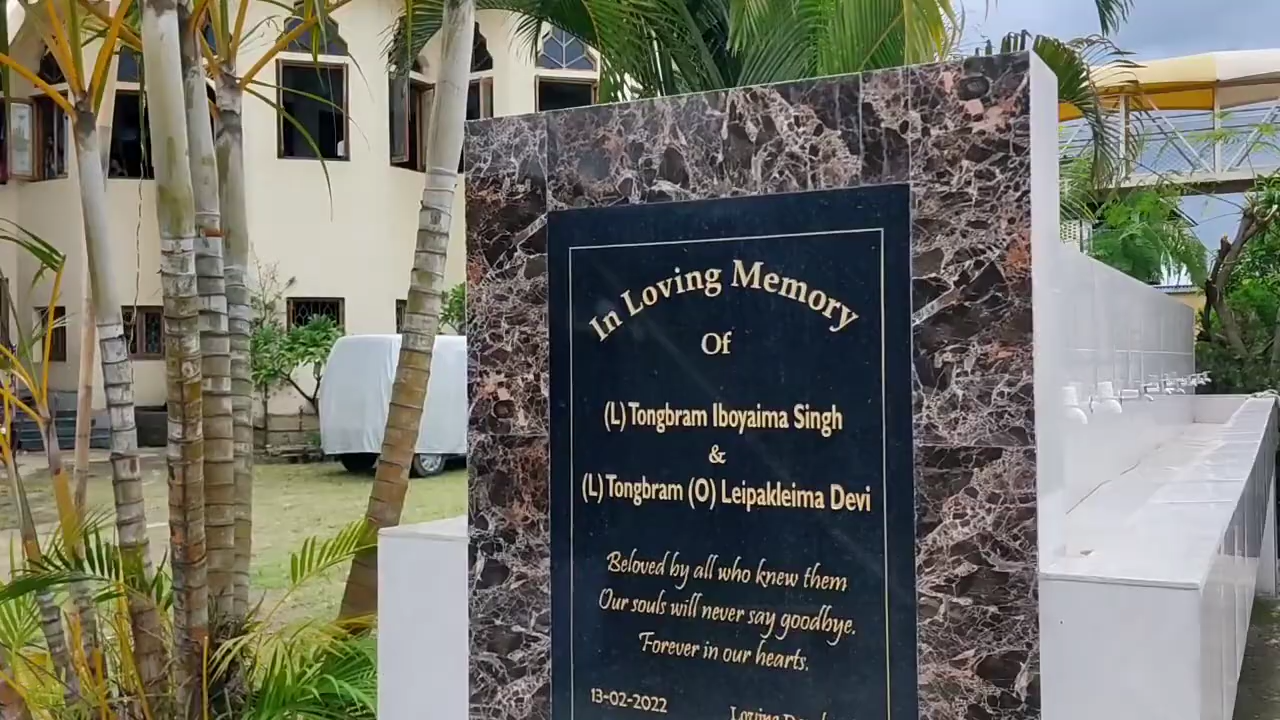 In Loving Memory
Of
(L) Tongbram Iboyaima Singh
&
(L) Tongbram (O) Leipakleima Devi
Beloved by all who knew them
Our souls will never say goodbye.
Forever in our hearts.
13-02-2022
Loving